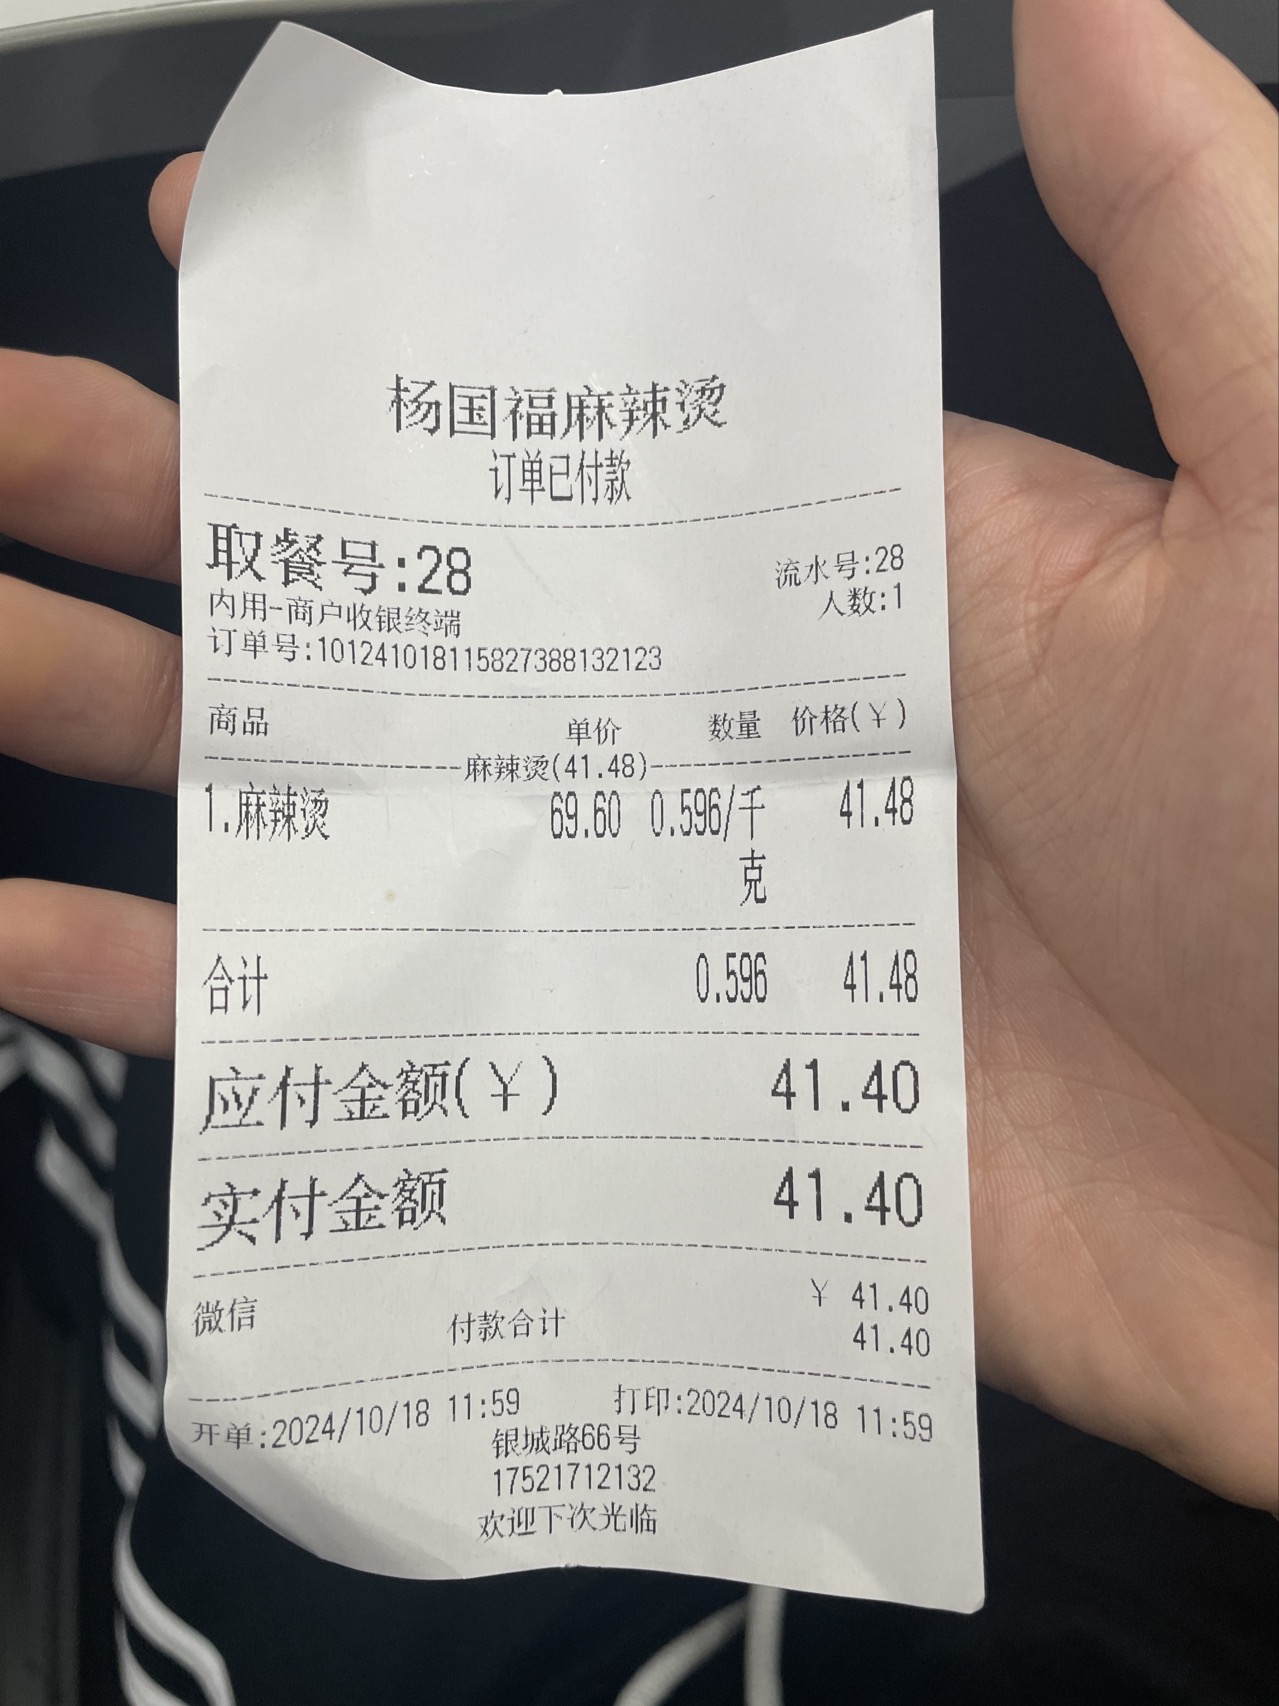 杨国福麻辣烫
订单已付款
取餐号:28
流水号:28
内用-商户收银终端
人数:1
订单号:101241018115827388132123
商品 单价 数量 价格(¥)
麻辣烫(41.48)
1.麻辣烫 69.60 0.596/千 41.48
克
合计 0.596 41.48
应付金额(¥) 41.40
实付金额 41.40
微信 ¥ 41.40
付款合计 41.40
开单:2024/10/18 11:59 打印:2024/10/18 11:59
银城路66号
17521712132
欢迎下次光临